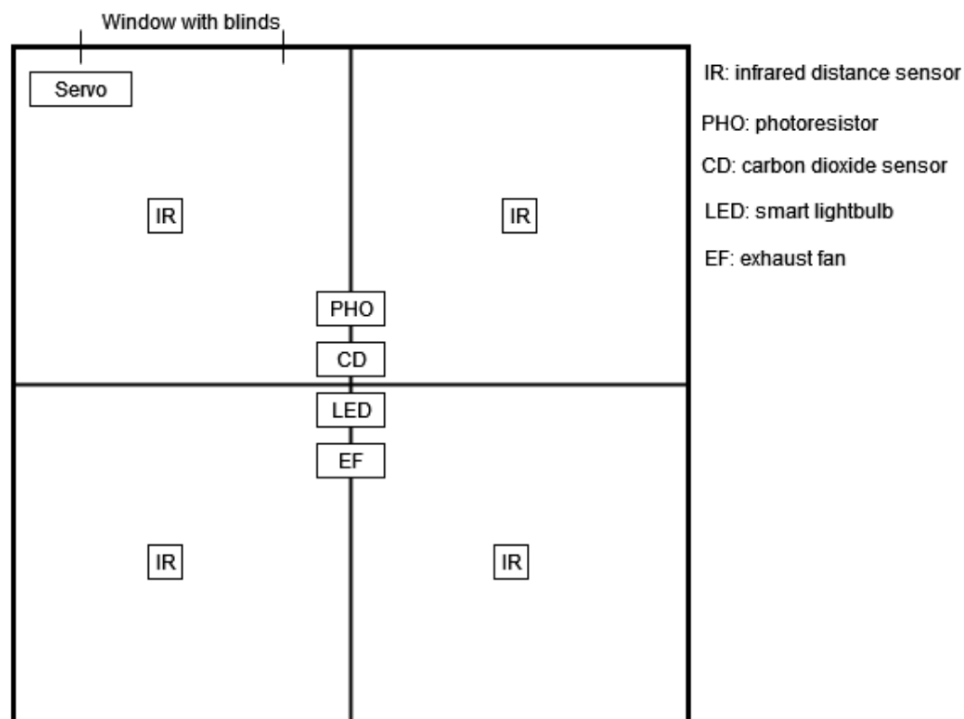 Window with blinds
Servo
IR: infrared distance sensor
PHO: photoresistor
CD: carbon dioxide sensor
LED: smart lightbulb
EF: exhaust fan
IR
IR
PHO
CD
LED
EF
IR
IR